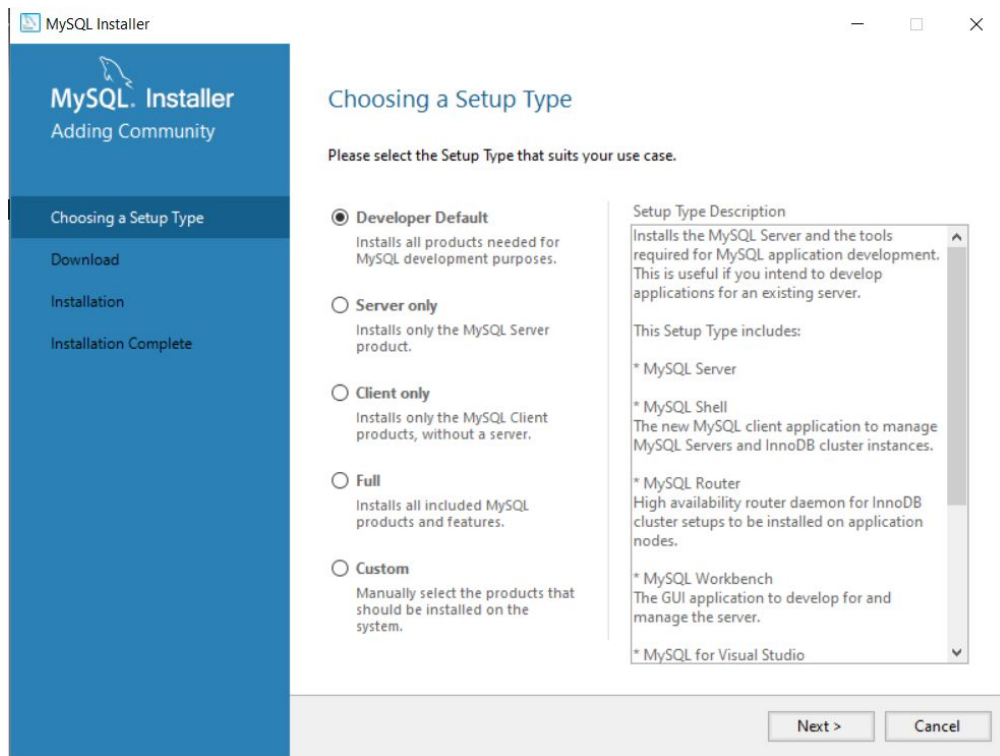 MySQL Installer
MySQL. Installer
Adding Community
Choosing a Setup Type
Download
Installation
Installation Complete
Choosing a Setup Type
Please select the Setup Type that suits your use case.
Developer Default
Installs all products needed for
MySQL development purposes.
Server only
Installs only the MySQL Server
product.
Client only
Installs only the MySQL Client
products, without a server.
Full
Installs all included MySQL
products and features.
Custom
Manually select the products that
should be installed on the
system.
Setup Type Description
Installs the MySQL Server and the tools
required for MySQL application development.
This is useful if you intend to develop
applications for an existing server.
This Setup Type includes:
* MySQL Server
* MySQL Shell
The new MySQL client application to manage
MySQL Servers and InnoDB cluster instances.
* MySQL Router
High availability router daemon for InnoDB
cluster setups to be installed on application
nodes.
* MySQL Workbench
The GUI application to develop for and
manage the server.
* MySQL for Visual Studio
Next >
Cancel